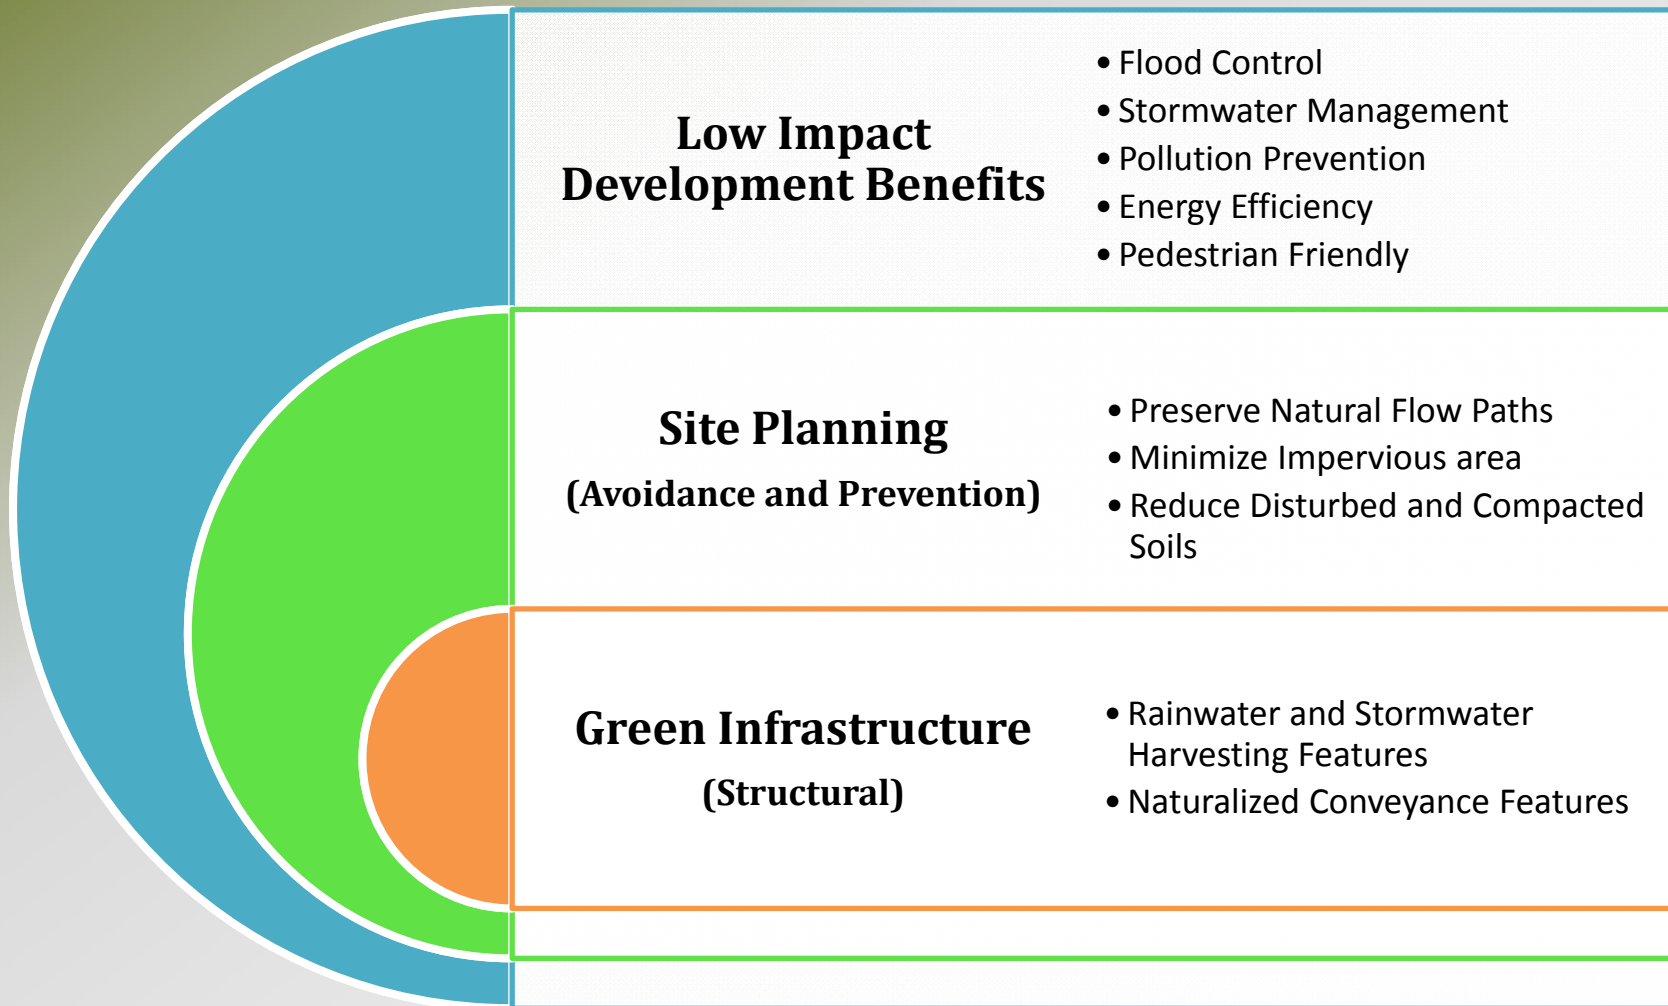 Low Impact
Development Benefits
• Flood Control
• Stormwater Management
• Pollution Prevention
• Energy Efficiency
• Pedestrian Friendly
Site Planning
(Avoidance and Prevention)
• Preserve Natural Flow Paths
• Minimize Impervious area
• Reduce Disturbed and Compacted
Soils
Green Infrastructure
(Structural)
• Rainwater and Stormwater
Harvesting Features
• Naturalized Conveyance Features